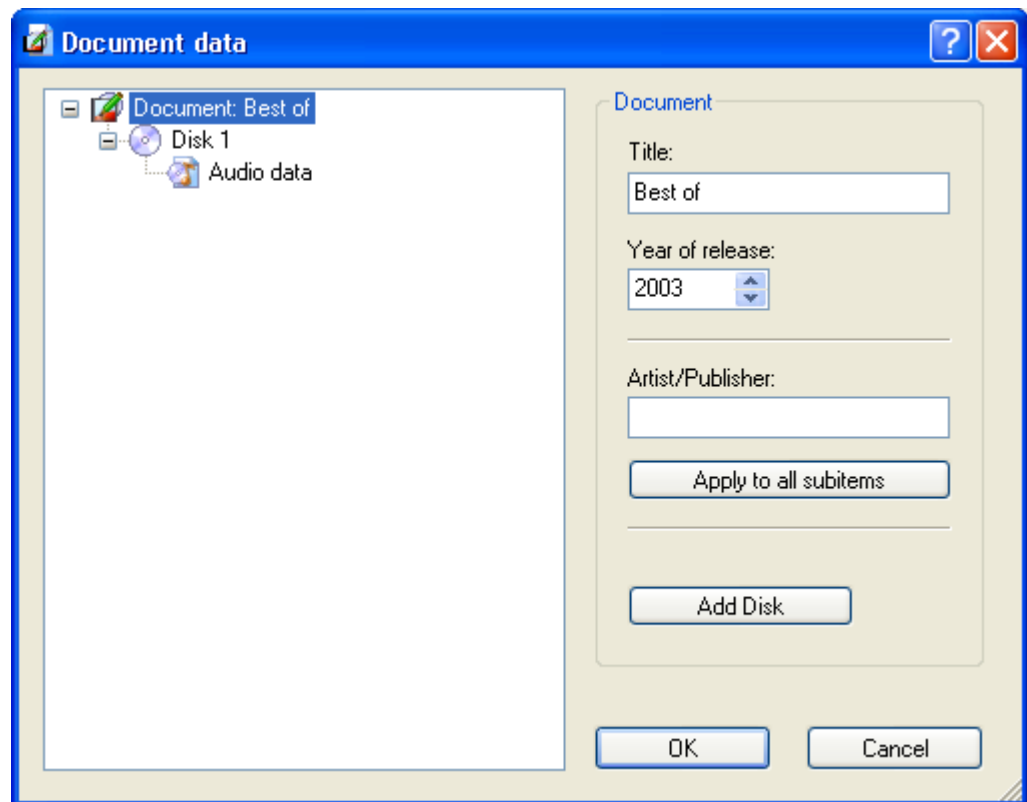 Document data
Document: Best of
Disk 1
Audio data
Document
Title:
Best of
Year of release:
2003
Artist/Publisher:
Apply to all subitems
Add Disk
OK
Cancel